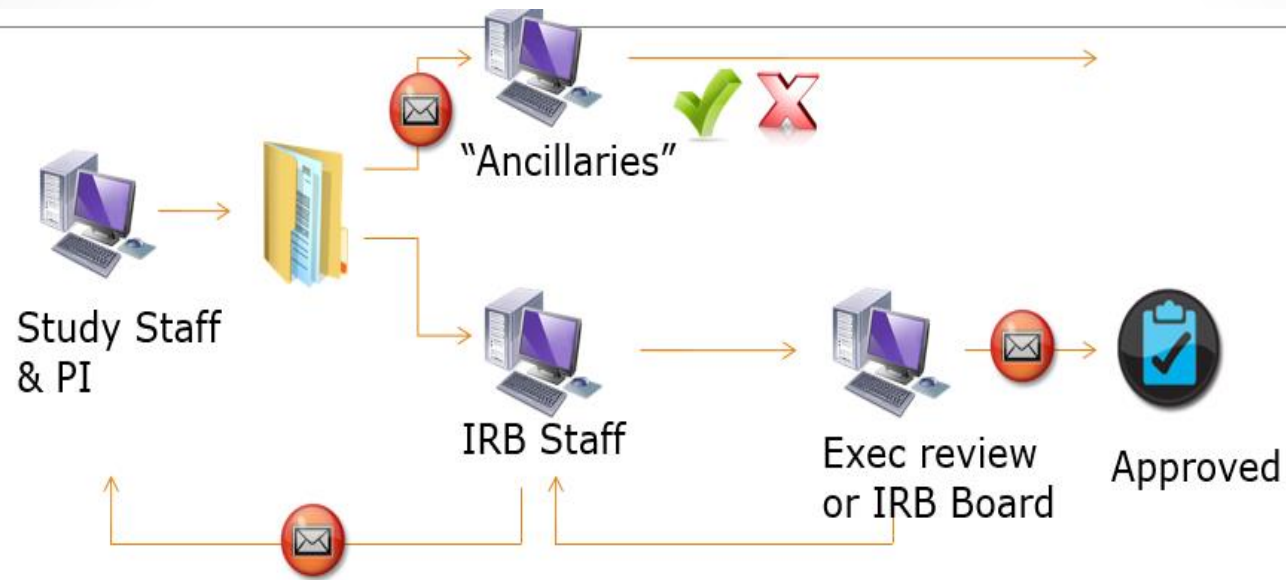 “Ancillaries”
Study Staff
& PI
IRB Staff
Exec review
or IRB Board
Approved